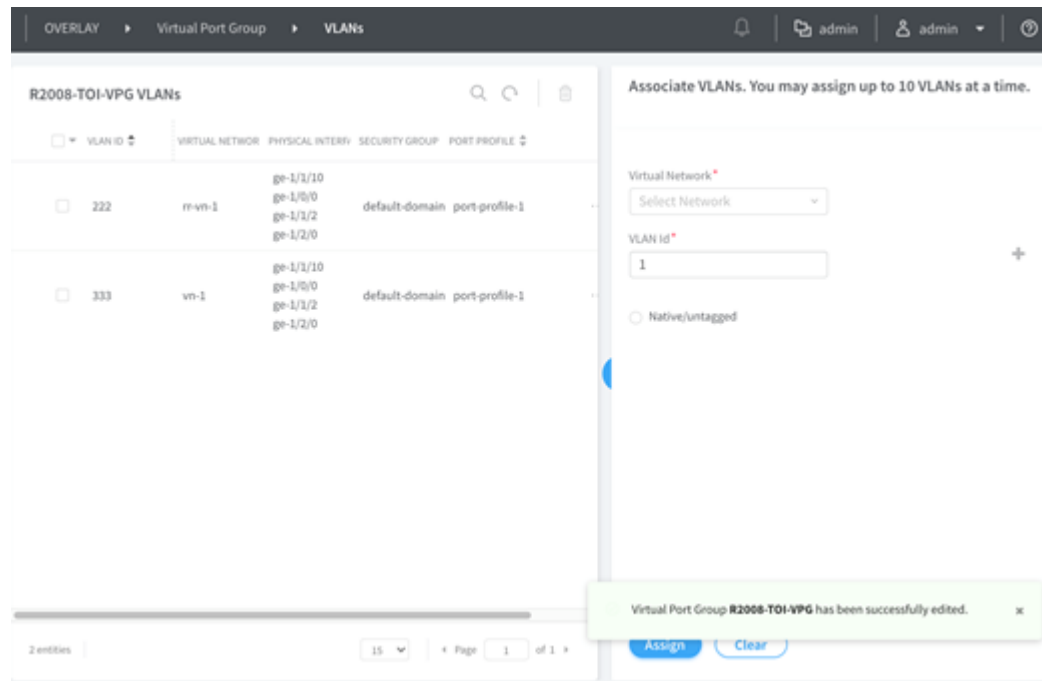 OVERLAY Virtual Port Group VLANs admin admin
R2008-TOI-VPG VLANs
VLAN ID VIRTUAL NETWOR PHYSICAL INTERF SECURITY GROUP PORT PROFILE
222 rr-vn-1 ge-1/1/10 ge-1/0/0 ge-1/1/2 ge-1/2/0 default-domain port-profile-1
333 vn-1 ge-1/1/10 ge-1/0/0 ge-1/1/2 ge-1/2/0 default-domain port-profile-1
2 entities 15 Page 1 of 1
Associate VLANs. You may assign up to 10 VLANs at a time.
Virtual Network*
Select Network
VLAN Id*
1
Native/untagged
Virtual Port Group R2008-TOI-VPG has been successfully edited. ×
Assign Clear